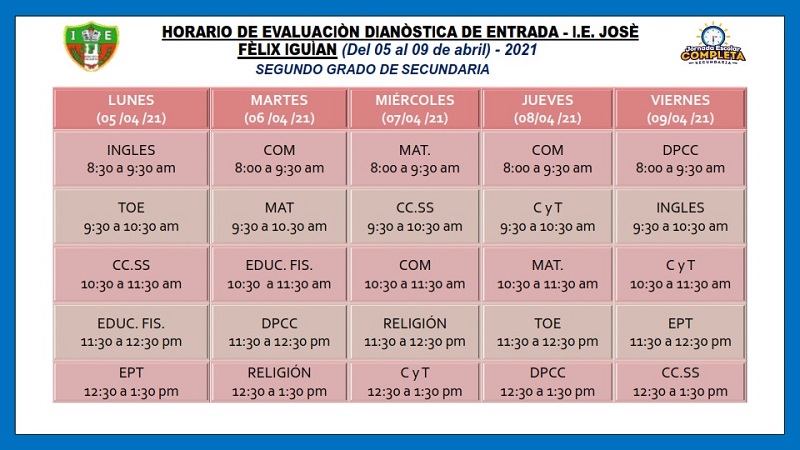 HORARIO DE EVALUACIÒN DIANÒSTICA DE ENTRADA - I.E. JOSÈ
FÈLIX IGUÌAN (Del 05 al 09 de abril) - 2021
SEGUNDO GRADO DE SECUNDARIA
I E
Jornada Escolar
COMPLETA
SECUNDARIA
LUNES MARTES MIÉRCOLES JUEVES VIERNES
(05 /04 /21) (06 /04 /21) (07/04 /21) (08/04 /21) (09/04 /21)
INGLES COM MAT. COM DPCC
8:30 a 9:30 am 8:00 a 9:30 am 8:00 a 9:30 am 8:00 a 9:30 am 8:00 a 9:30 am
TOE MAT CC.SS C y T INGLES
9:30 a 10:30 am 9:30 a 10.30 am 9:30 a 10:30 am 9:30 a 10:30 am 9:30 a 10:30 am
CC.SS EDUC. FIS. COM MAT. C y T
10:30 a 11:30 am 10:30 a 11:30 am 10:30 a 11:30 am 10:30 a 11:30 am 10:30 a 11:30 am
EDUC. FIS. DPCC RELIGIÓN TOE EPT
11:30 a 12:30 pm 11:30 a 12:30 pm 11:30 a 12:30 pm 11:30 a 12:30 pm 11:30 a 12:30 pm
EPT RELIGIÓN C y T DPCC CC.SS
12:30 a 1:30 pm 12:30 a 1:30 pm 12:30 a 1:30 pm 12:30 a 1:30 pm 12:30 a 1:30 pm